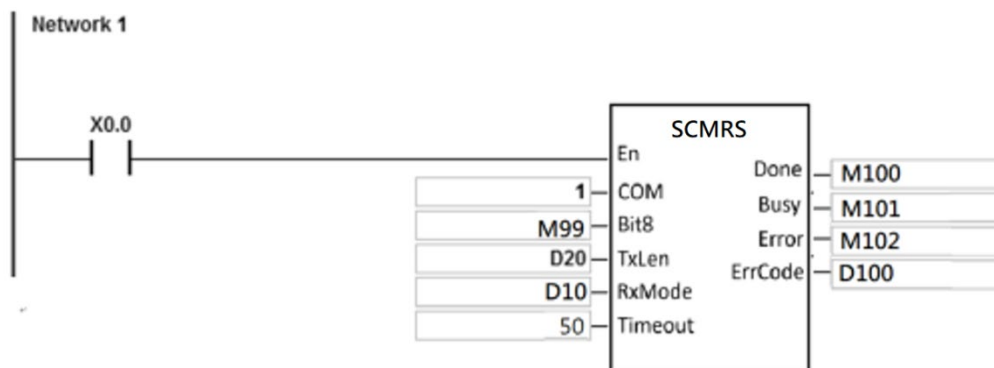 Network 1
X0.0
SCMRS
En
1 COM
M99 Bit8
D20 TxLen
D10 RxMode
50 Timeout
Done M100
Busy M101
Error M102
ErrCode D100